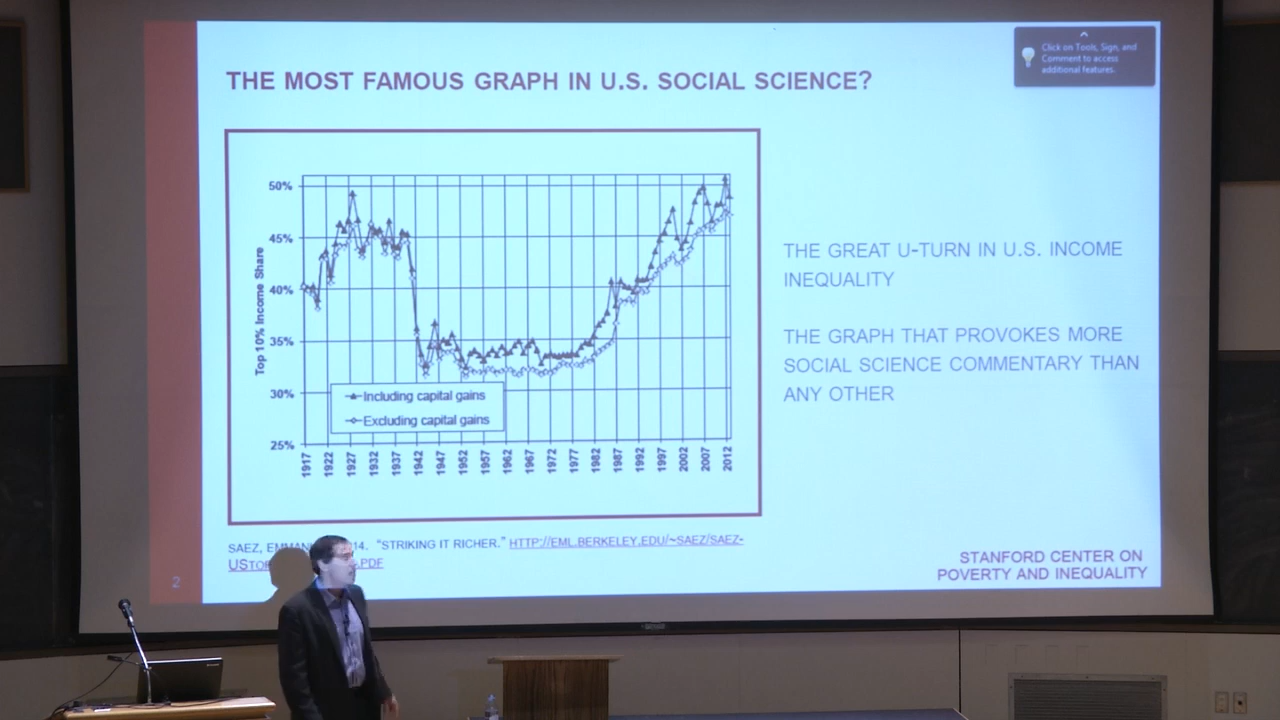 THE MOST FAMOUS GRAPH IN U.S. SOCIAL SCIENCE?
Click on Tools, Sign, and
Comment to access
additional features.
Top 10% Income Share
50%
45%
40%
35%
30%
25%
Including capital gains
Excluding capital gains
1917 1922 1927 1932 1937 1942 1947 1952 1957 1962 1967 1972 1977 1982 1987 1992 1997 2002 2007 2012
THE GREAT U-TURN IN U.S. INCOME
INEQUALITY
THE GRAPH THAT PROVOKES MORE
SOCIAL SCIENCE COMMENTARY THAN
ANY OTHER
SAEZ, 14. "STRIKING IT RICHER." HTTP://EML.BERKELEY.EDU/~SAEZ/SAEZ-
.PDF
STANFORD CENTER ON
POVERTY AND INEQUALITY
2